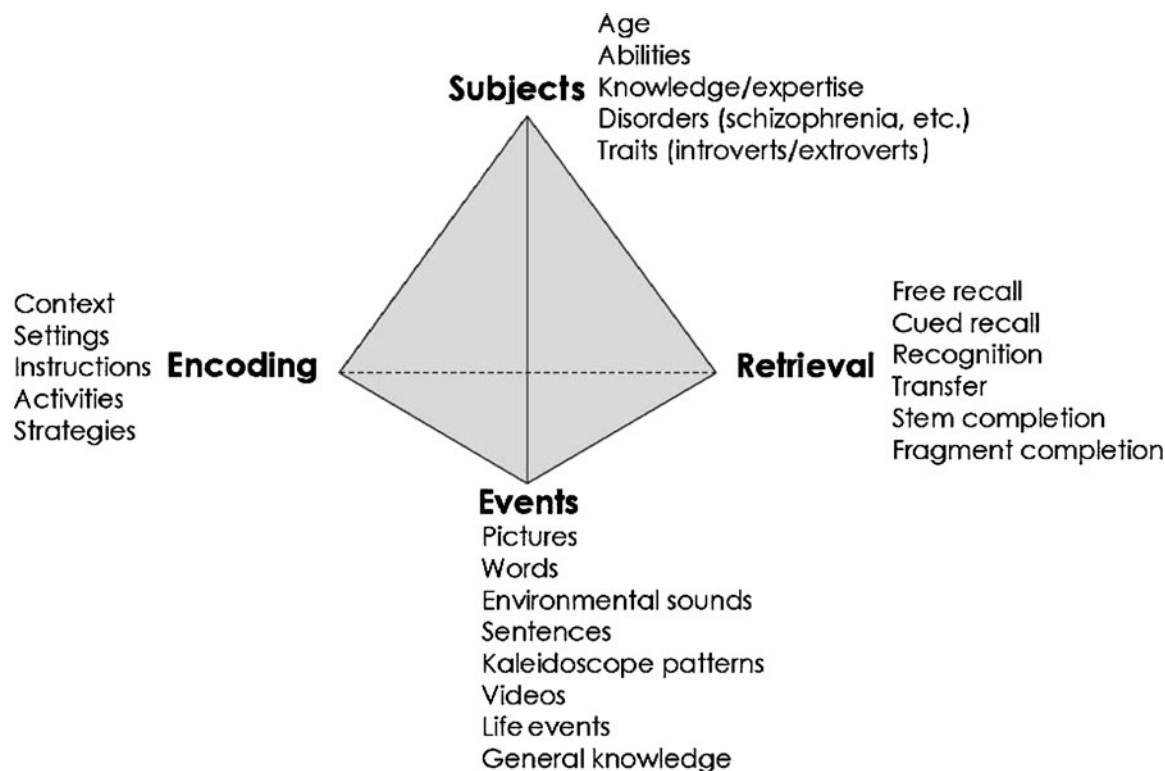 Subjects
Age
Abilities
Knowledge/expertise
Disorders (schizophrenia, etc.)
Traits (introverts/extroverts)
Encoding
Context
Settings
Instructions
Activities
Strategies
Retrieval
Free recall
Cued recall
Recognition
Transfer
Stem completion
Fragment completion
Events
Pictures
Words
Environmental sounds
Sentences
Kaleidoscope patterns
Videos
Life events
General knowledge